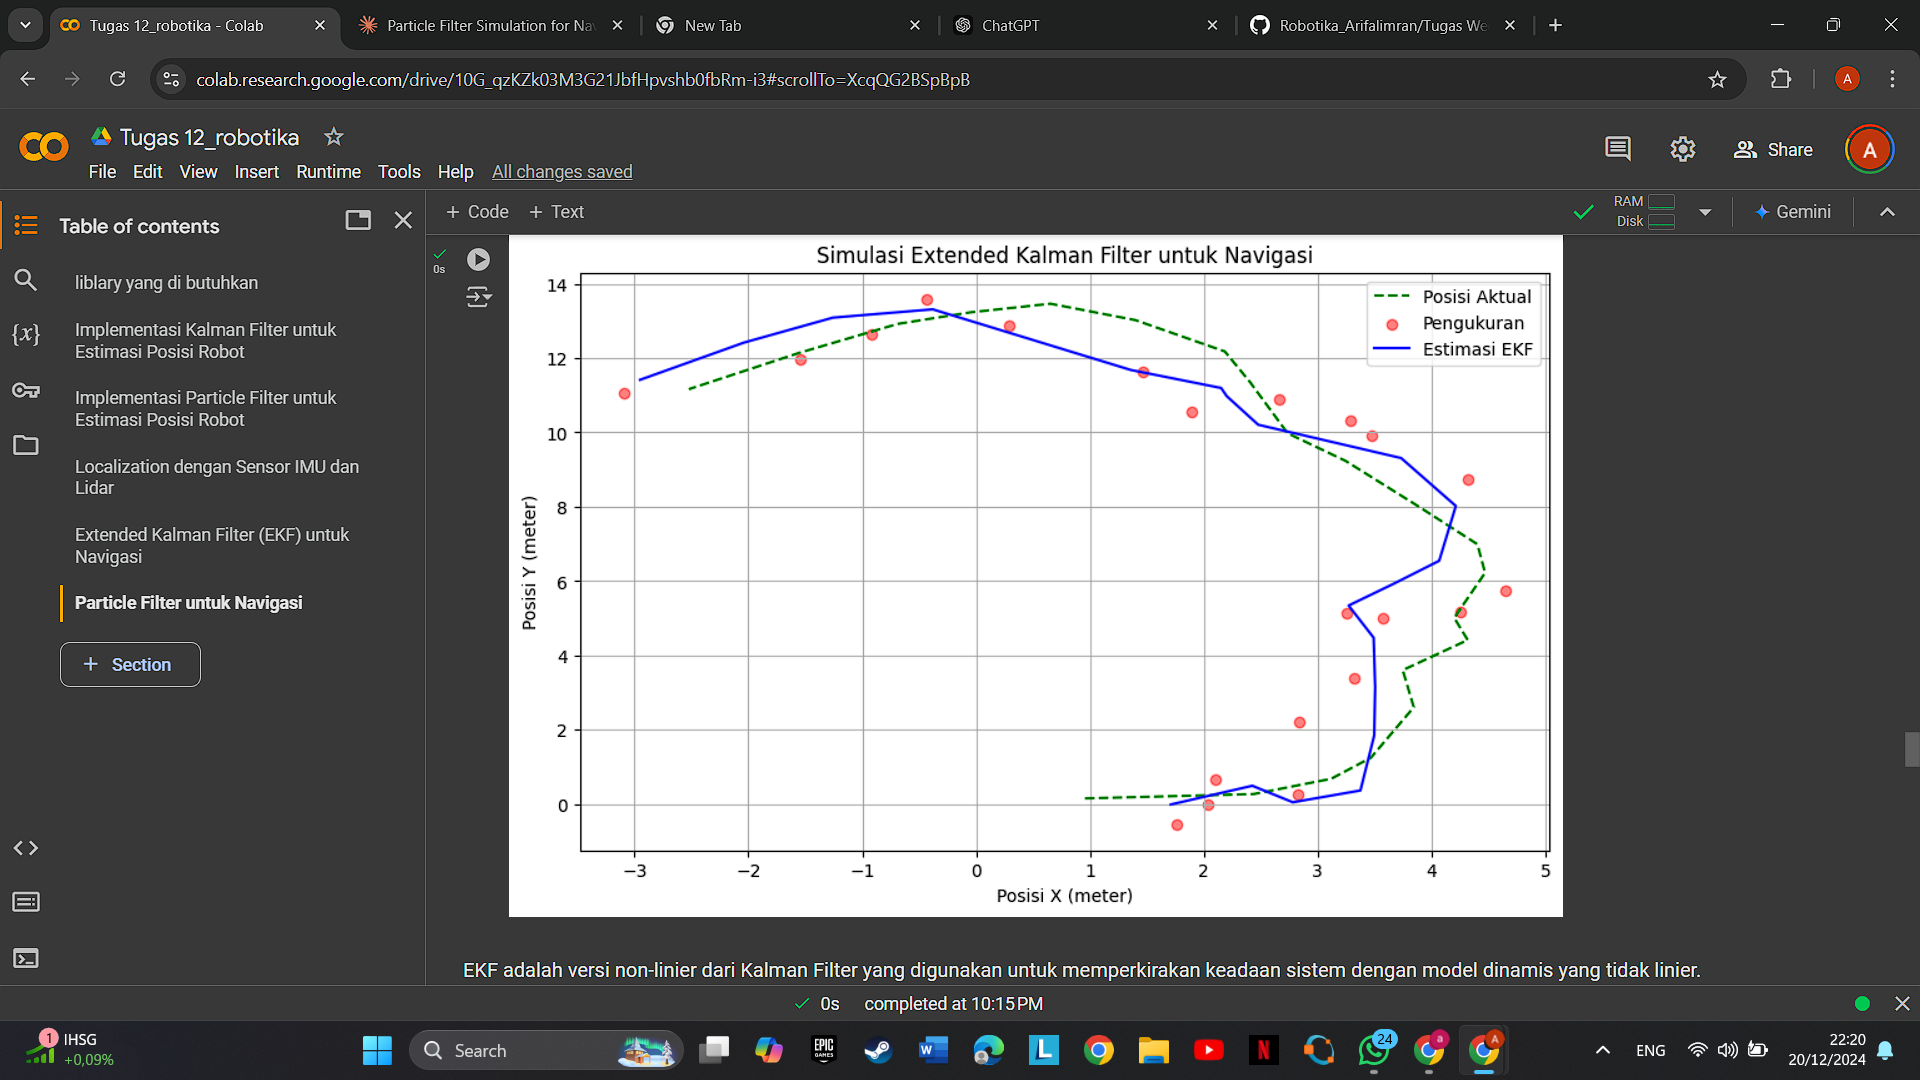 Tugas 12_robotika - Colab
Particle Filter Simulation for Nav
New Tab
ChatGPT
Robotika_Arifalimran/Tugas We
colab.research.google.com/drive/10G_qzKZk03M3G21JbfHpvshb0fbRm-i3#scrollTo=XcqQG2BSpBpB
A
CO
Tugas 12_robotika
File Edit View Insert Runtime Tools Help All changes saved
Share
A
Table of contents
+ Code + Text
RAM
Disk
Gemini
liblary yang di butuhkan
Implementasi Kalman Filter untuk
Estimasi Posisi Robot
Implementasi Particle Filter untuk
Estimasi Posisi Robot
Localization dengan Sensor IMU dan
Lidar
Extended Kalman Filter (EKF) untuk
Navigasi
Particle Filter untuk Navigasi
+ Section
{x}
0s
Simulasi Extended Kalman Filter untuk Navigasi
Posisi Aktual
Pengukuran
Estimasi EKF
14
12
10
8
6
4
2
0
Posisi Y (meter)
−3 −2 −1 0 1 2 3 4 5
Posisi X (meter)
EKF adalah versi non-linier dari Kalman Filter yang digunakan untuk memperkirakan keadaan sistem dengan model dinamis yang tidak linier.
0s completed at 10:15 PM
1
IHSG
+0,09%
Search
EPIC
GAMES
W
L
N
24
a
A
ENG
22:20
20/12/2024